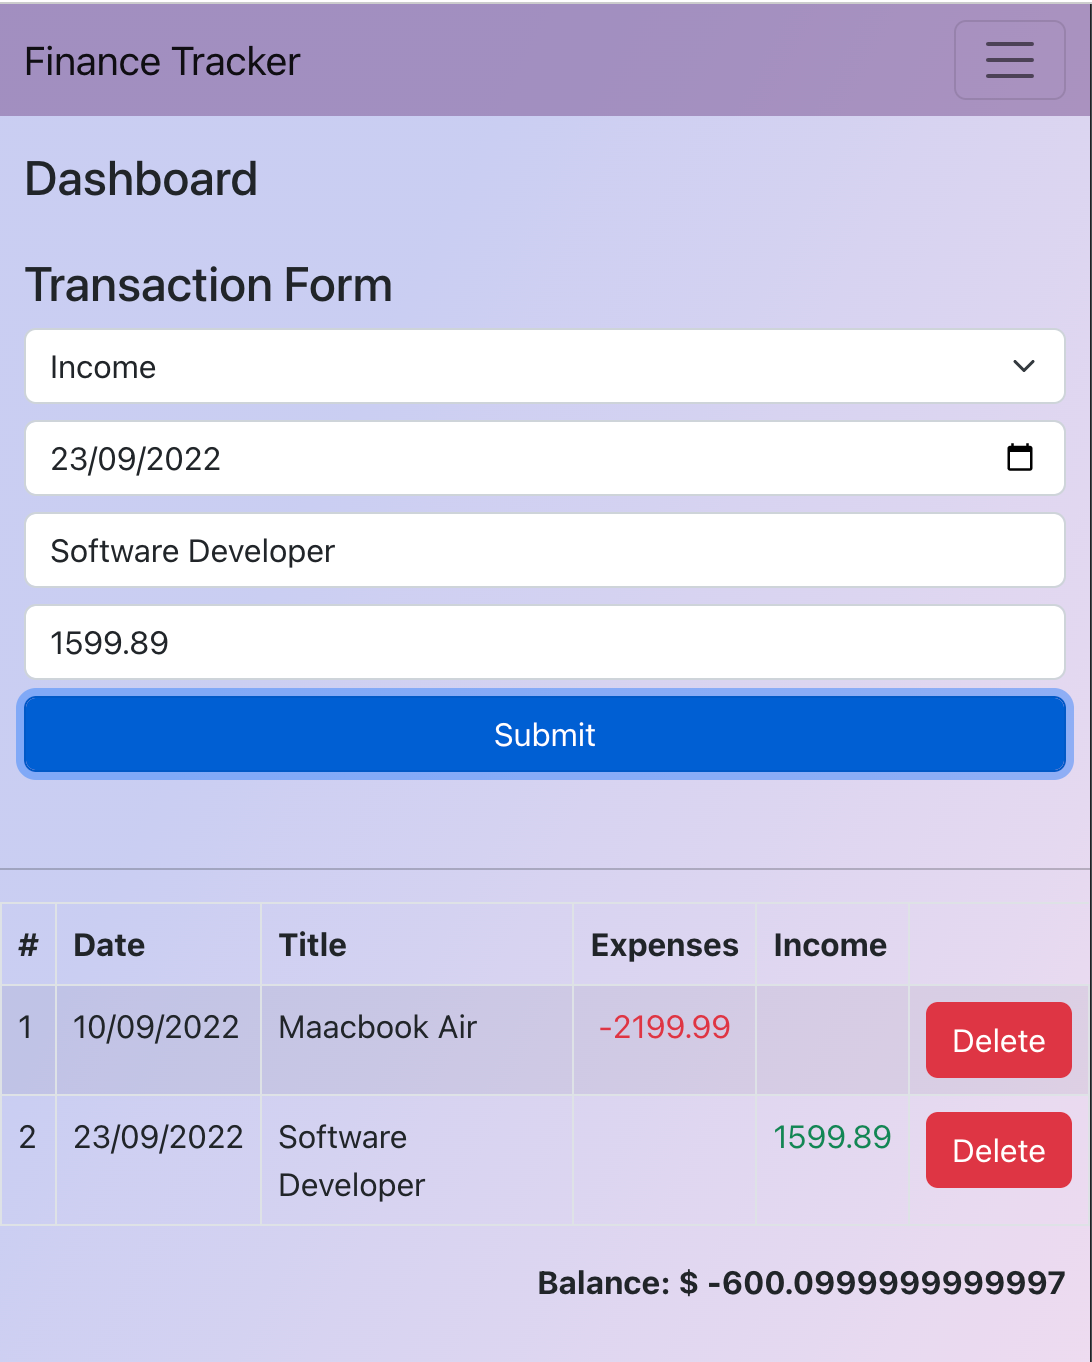 Finance Tracker
Dashboard
Transaction Form
Income
23/09/2022
Software Developer
1599.89
Submit
# Date Title Expenses Income
1 10/09/2022 Maacbook Air -2199.99 Delete
2 23/09/2022 Software Developer 1599.89 Delete
Balance: $ -600.0999999999997